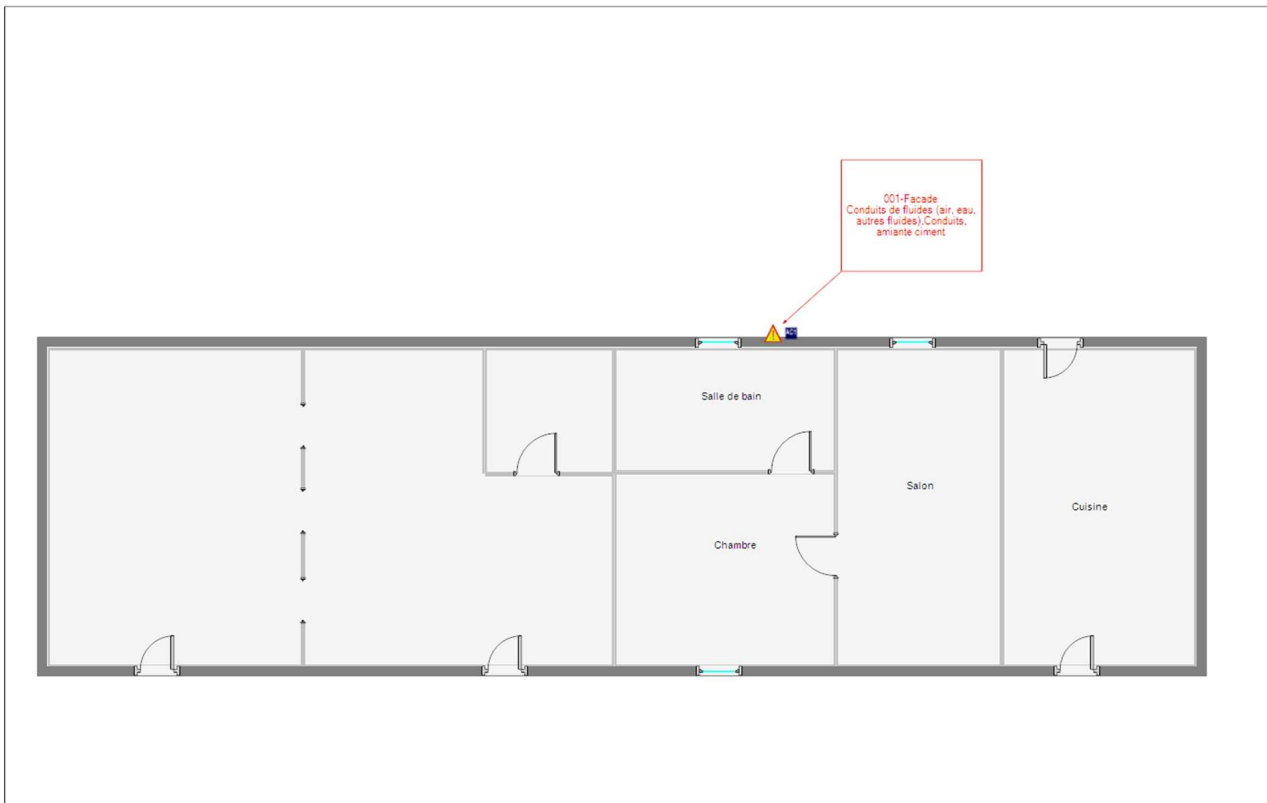 001-Facade
Conduits de fluides (air, eau,
autres fluides),Conduits,
amiante ciment
AC1
Salle de bain
Salon
Cuisine
Chambre